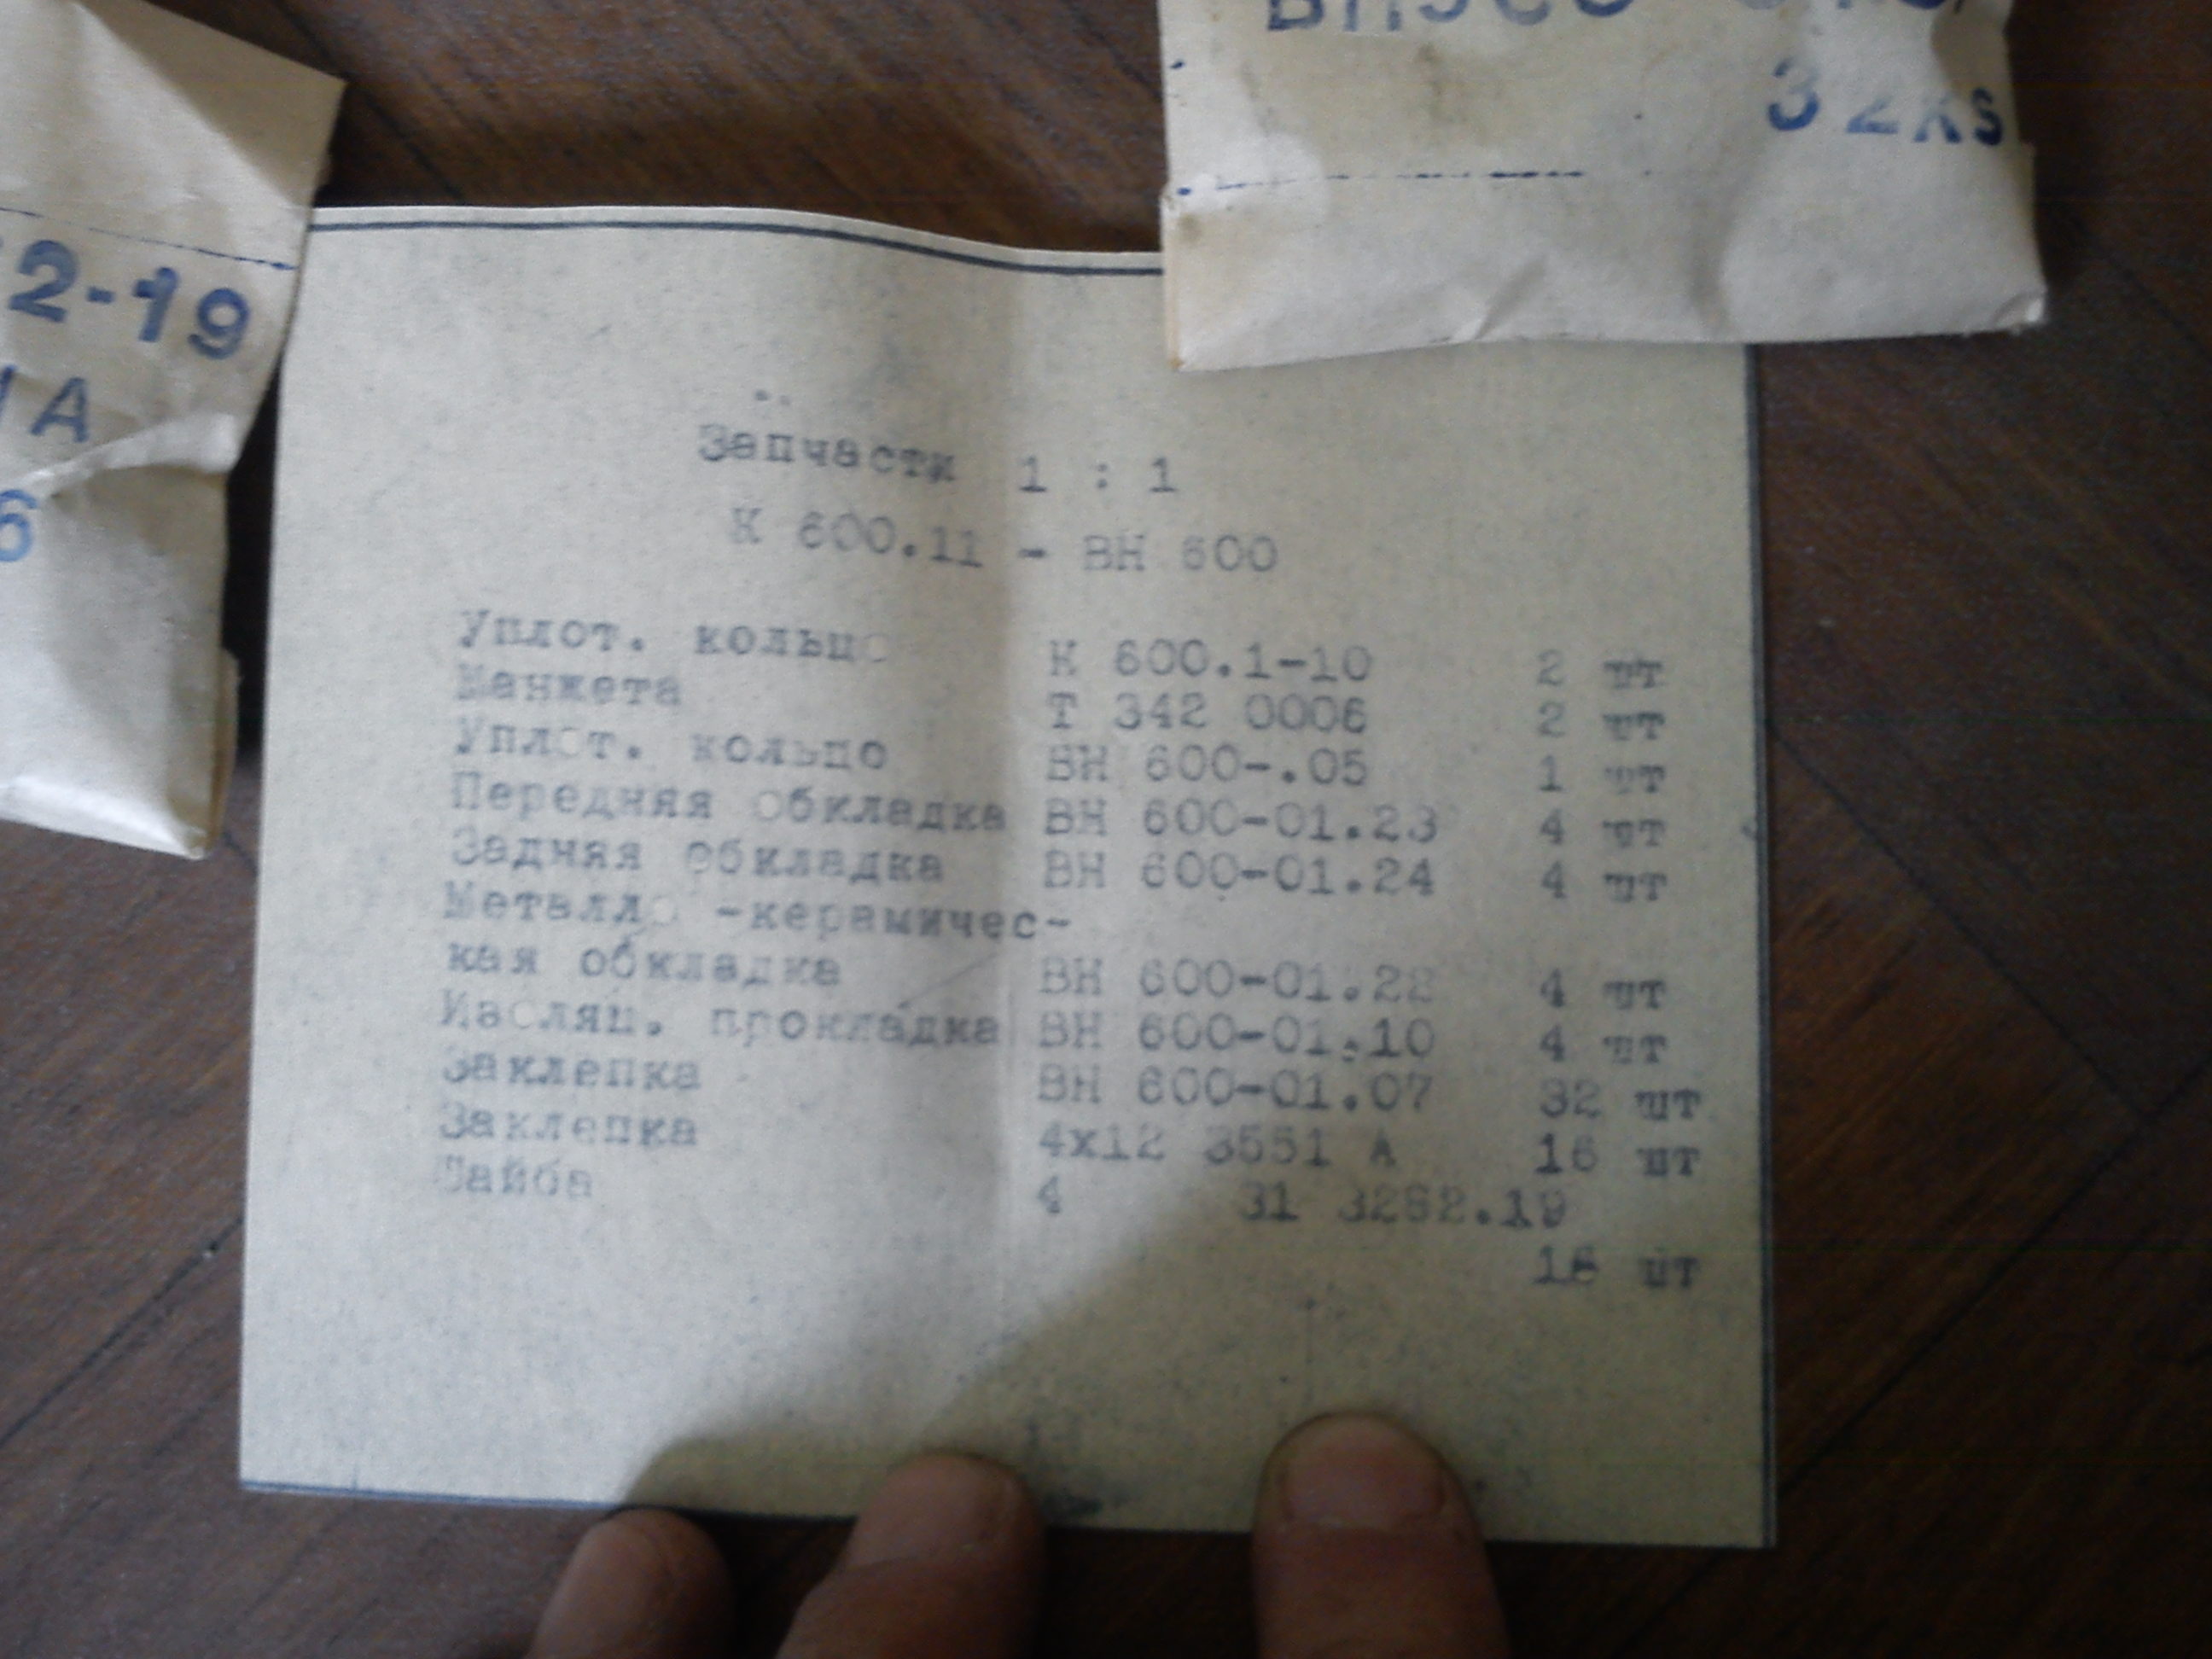 2-19
A
6
32ks
Запчасти 1 : 1
К 600.11 - ВН 600
Уплот. кольцо К 600.1-10 2 шт
Манжета Т 342 0006 2 шт
Уплот. кольцо ВН 600-.05 1 шт
Передняя обкладка ВН 600-01.23 4 шт
Задняя обкладка ВН 600-01.24 4 шт
Металло -керамичес-
кая обкладка ВН 600-01.22 4 шт
Изоляц. прокладка ВН 600-01.10 4 шт
Заклепка ВН 600-01.07 32 шт
Заклепка 4х12 3551 А 16 шт
Шайба 4 31 3282.19
16 шт